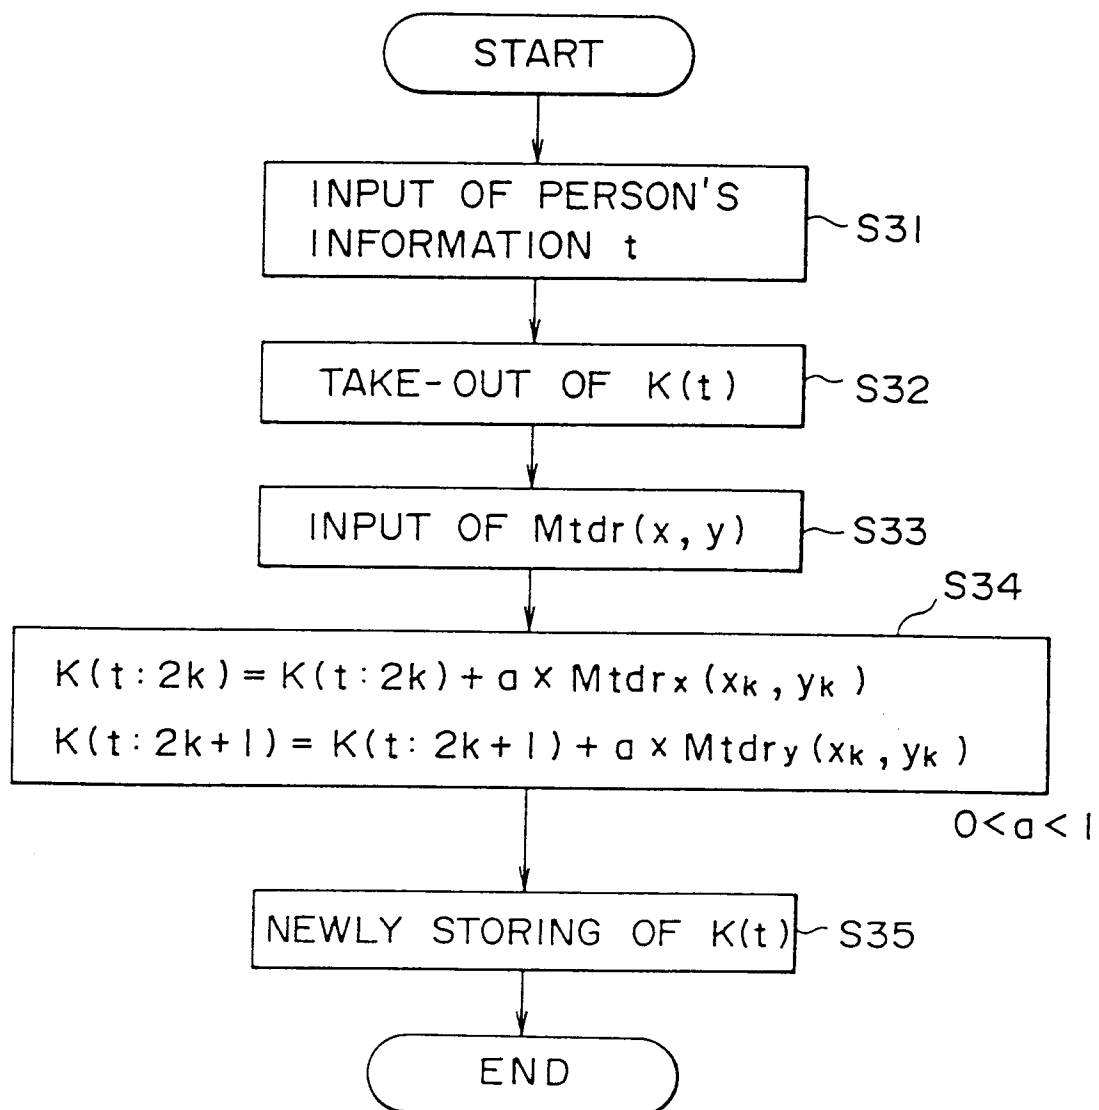 START
INPUT OF PERSON'S
INFORMATION t
S31
TAKE-OUT OF K(t)
S32
INPUT OF Mtdr(x, y)
S33
S34
K(t:2k) = K(t:2k) + a × Mtdrx (xk, yk)
K(t:2k+1) = K(t:2k+1) + a × Mtdry (xk, yk)
0<a<1
NEWLY STORING OF K(t)
S35
END